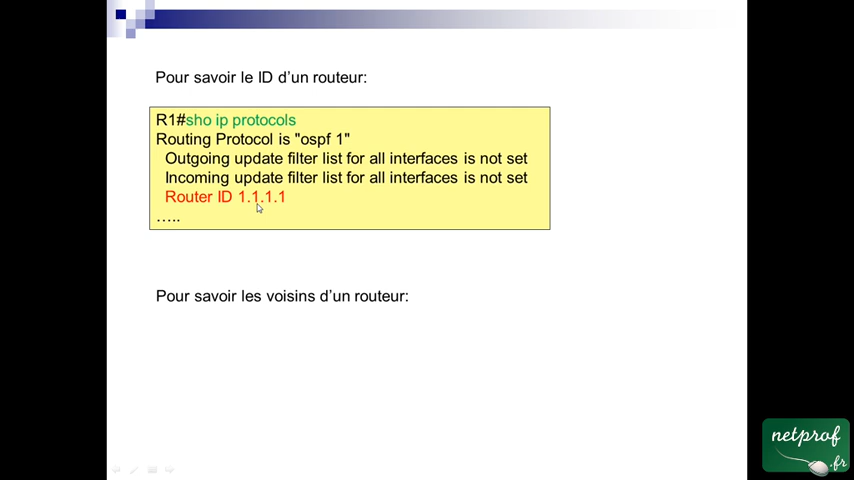 Pour savoir le ID d'un routeur:
R1#sho ip protocols
Routing Protocol is "ospf 1"
Outgoing update filter list for all interfaces is not set
Incoming update filter list for all interfaces is not set
Router ID 1.1.1.1
…..
Pour savoir les voisins d'un routeur:
netprof
.fr